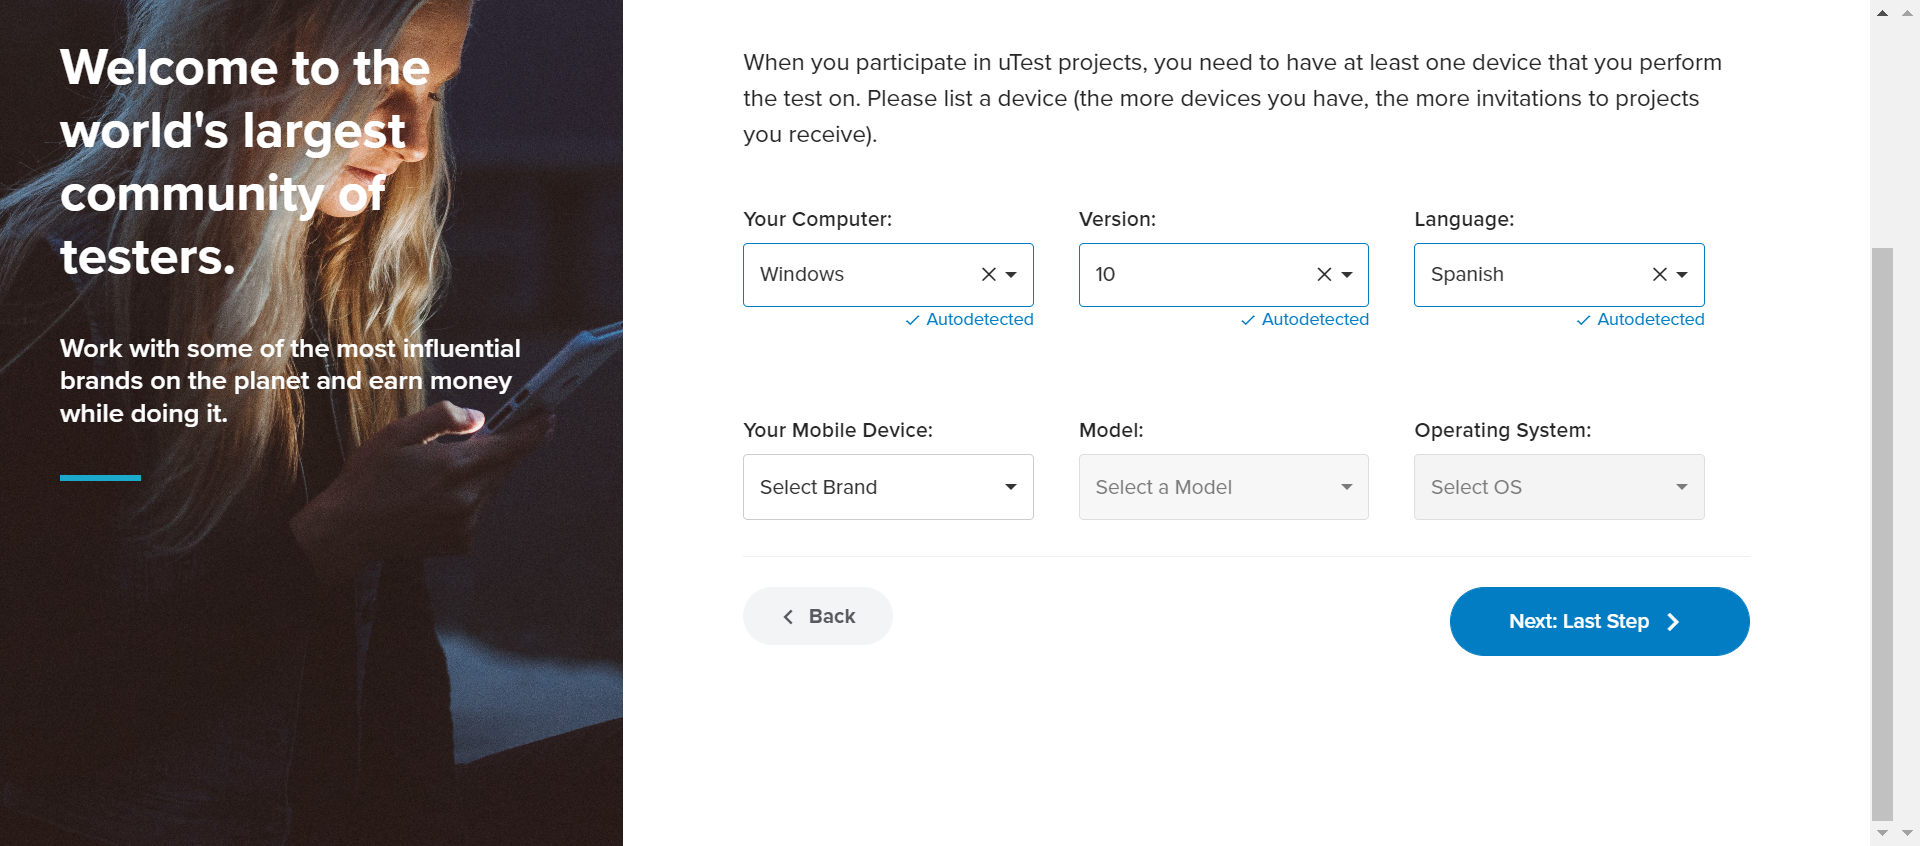 Welcome to the
world's largest
community of
testers.
Work with some of the most influential
brands on the planet and earn money
while doing it.
When you participate in uTest projects, you need to have at least one device that you perform
the test on. Please list a device (the more devices you have, the more invitations to projects
you receive).
Your Computer: Version: Language:
Windows 10 Spanish
Autodetected Autodetected Autodetected
Your Mobile Device: Model: Operating System:
Select Brand Select a Model Select OS
Back Next: Last Step